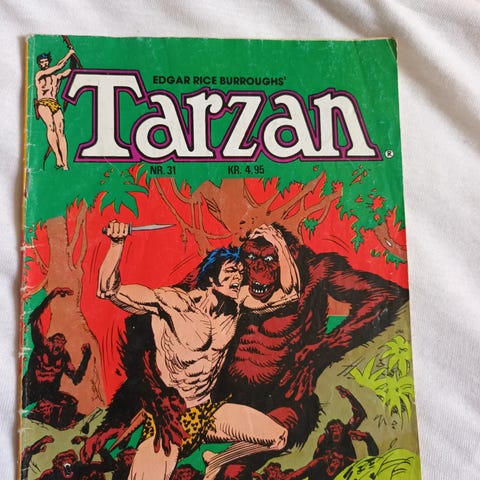 EDGAR RICE BURROUGHS'
Tarzan
NR. 31 KR. 4,95